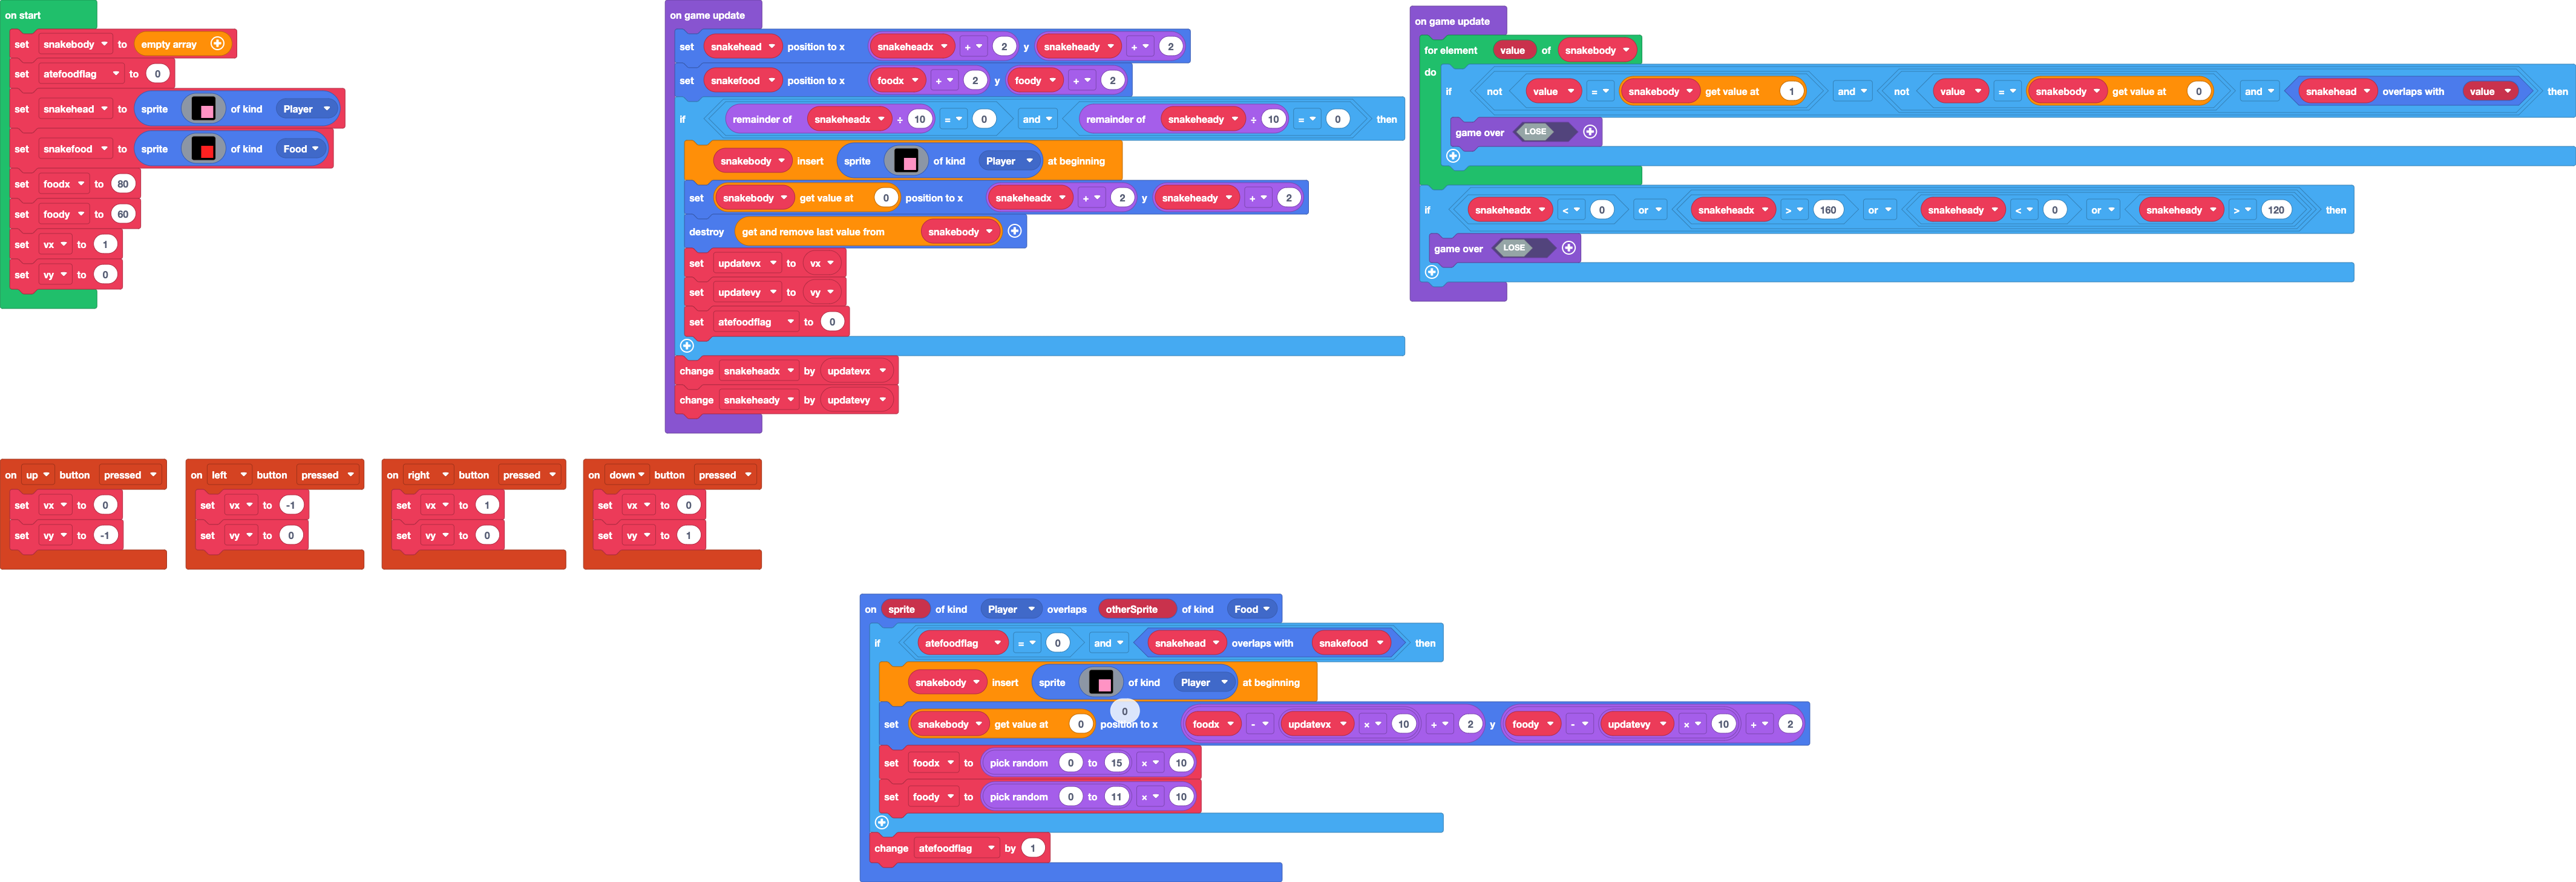 on start
set snakebody to empty array
set atefoodflag to 0
set snakehead to sprite of kind Player
set snakefood to sprite of kind Food
set foodx to 80
set foody to 60
set vx to 1
set vy to 0
on game update
set snakehead position to x snakeheadx + 2 y snakeheady + 2
set snakefood position to x foodx + 2 y foody + 2
if remainder of snakeheadx ÷ 10 = 0 and remainder of snakeheady ÷ 10 = 0 then
snakebody insert sprite of kind Player at beginning
set snakebody get value at 0 position to x snakeheadx + 2 y snakeheady + 2
destroy get and remove last value from snakebody
set updatevx to vx
set updatevy to vy
set atefoodflag to 0
change snakeheadx by updatevx
change snakeheady by updatevy
on game update
for element value of snakebody
do
if not value = snakebody get value at 1 and not value = snakebody get value at 0 and snakehead overlaps with value then
game over LOSE
if snakeheadx < 0 or snakeheadx > 160 or snakeheady < 0 or snakeheady > 120 then
game over LOSE
on up button pressed
set vx to 0
set vy to -1
on left button pressed
set vx to -1
set vy to 0
on right button pressed
set vx to 1
set vy to 0
on down button pressed
set vx to 0
set vy to 1
on sprite of kind Player overlaps otherSprite of kind Food
if atefoodflag = 0 and snakehead overlaps with snakefood then
snakebody insert sprite of kind Player at beginning
0
set snakebody get value at 0 position to x foodx - updatevx × 10 + 2 y foody - updatevy × 10 + 2
set foodx to pick random 0 to 15 × 10
set foody to pick random 0 to 11 × 10
change atefoodflag by 1